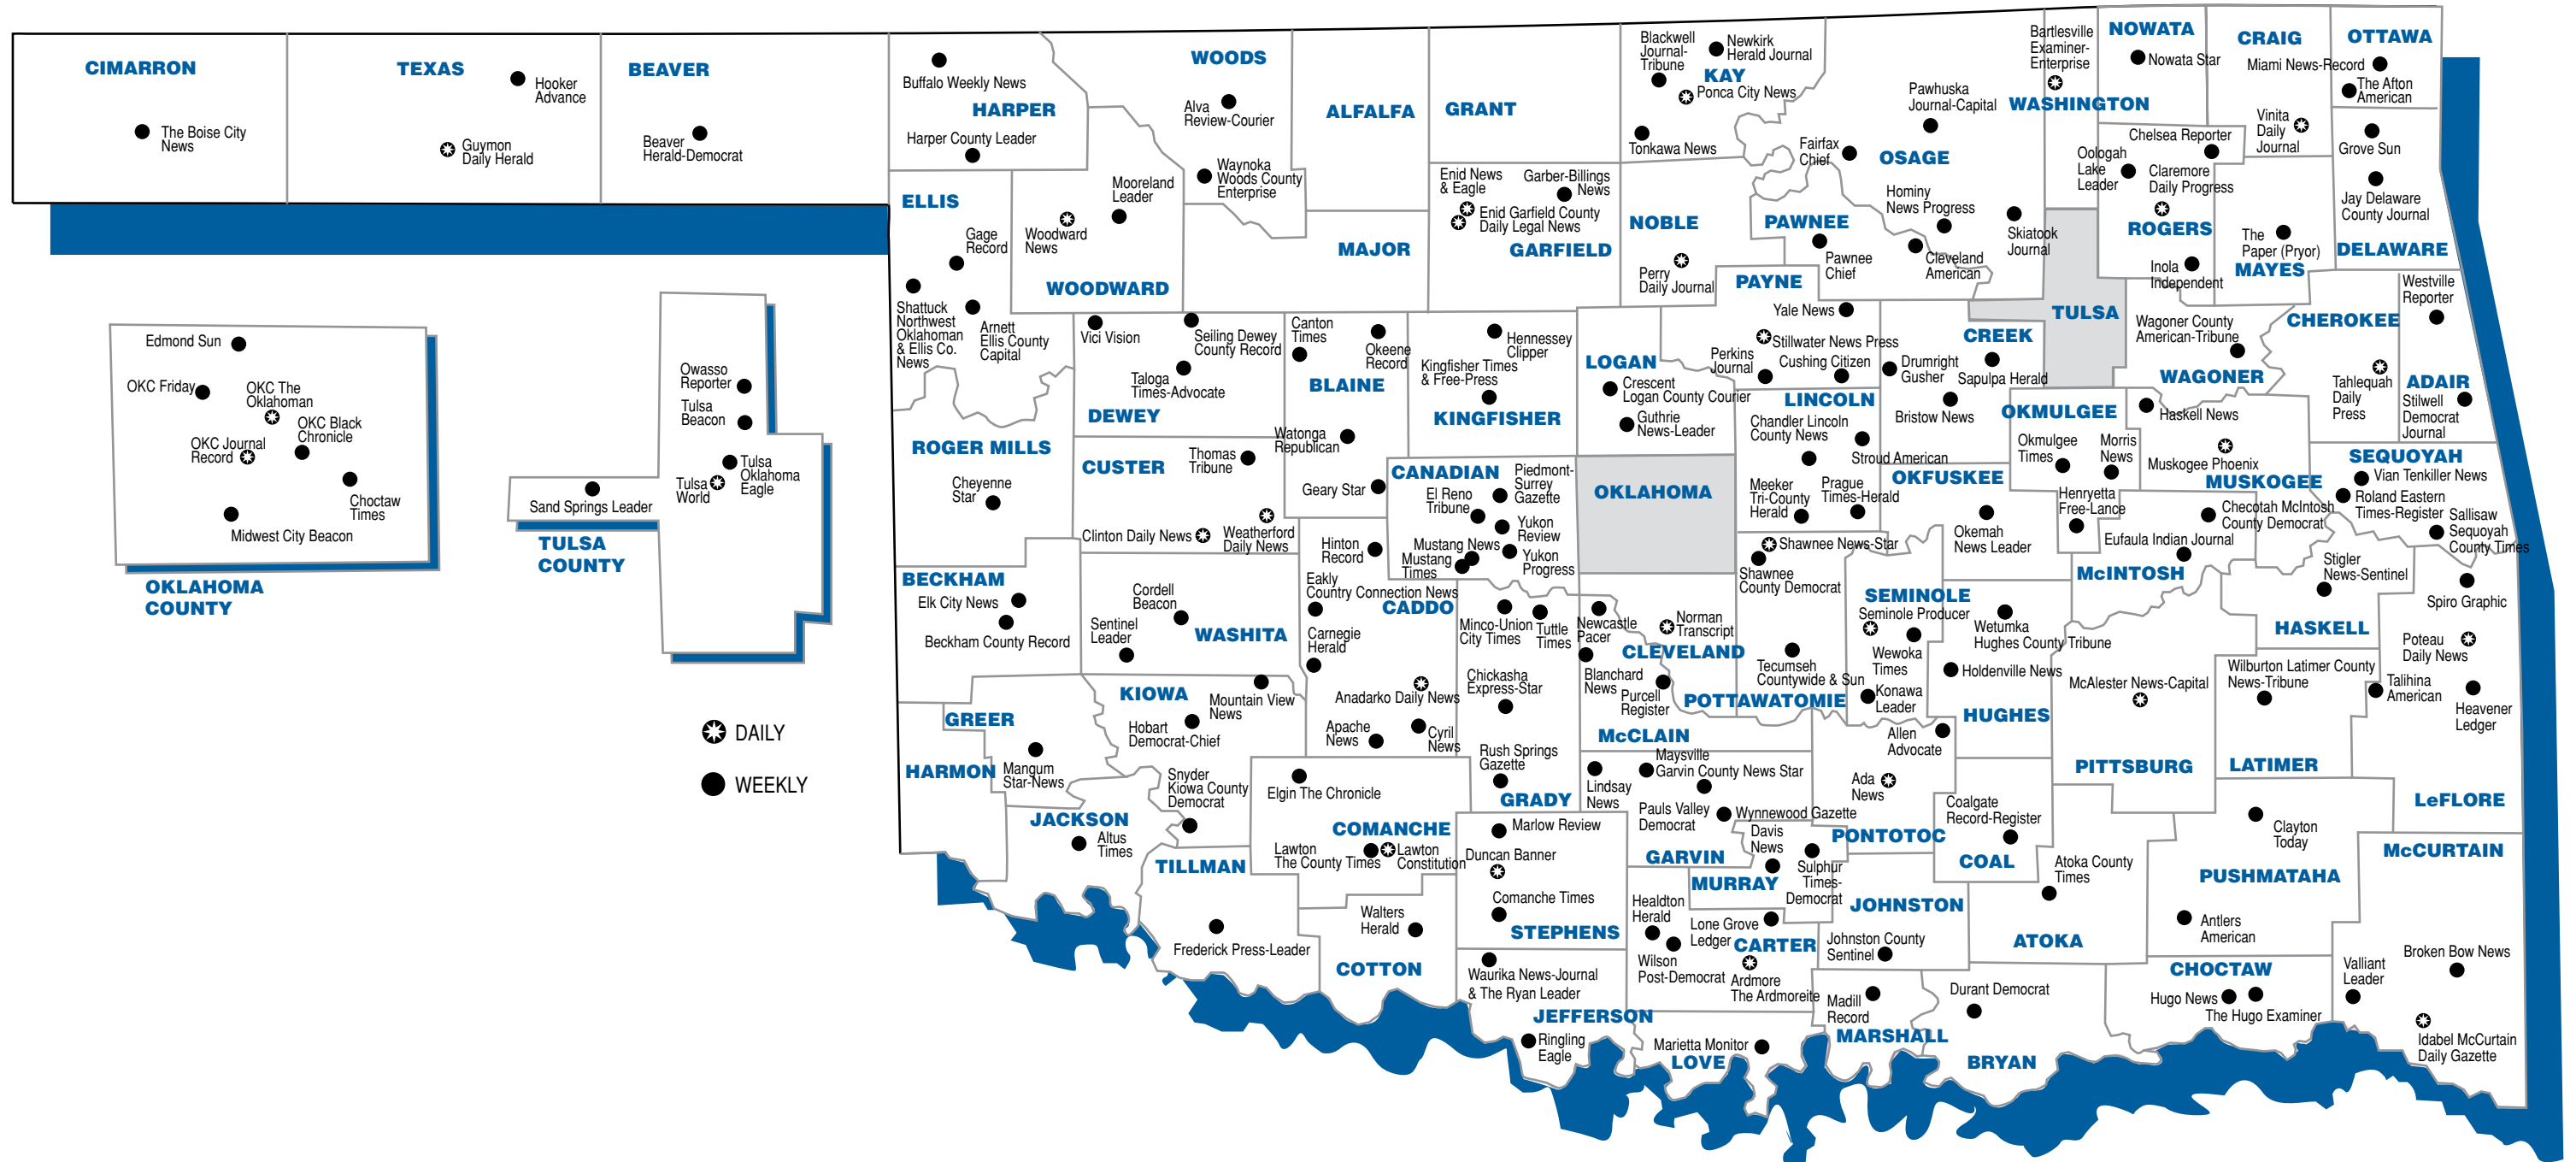 CIMARRON
The Boise City
News
TEXAS
Hooker
Advance
Guymon
Daily Herald
BEAVER
Beaver
Herald-Democrat
Buffalo Weekly News
HARPER
Harper County Leader
WOODS
Alva
Review-Courier
Waynoka
Woods County
Enterprise
ALFALFA
GRANT
Blackwell
Journal-
Tribune
Newkirk
Herald Journal
KAY
Ponca City News
Tonkawa News
Pawhuska
Journal-Capital
Fairfax
Chief
OSAGE
Hominy
News Progress
Skiatook
Journal
Bartlesville
Examiner-
Enterprise
WASHINGTON
NOWATA
Nowata Star
CRAIG
Vinita
Daily
Journal
OTTAWA
Miami News-Record
The Afton
American
Grove Sun
Jay Delaware
County Journal
DELAWARE
Chelsea Reporter
Oologah
Lake
Leader
Claremore
Daily Progress
ROGERS
Inola
Independent
The
Paper (Pryor)
MAYES
ELLIS
Gage
Record
Shattuck
Northwest
Oklahoman
& Ellis Co.
News
Arnett
Ellis County
Capital
Mooreland
Leader
Woodward
News
WOODWARD
MAJOR
Enid News
& Eagle
Garber-Billings
News
Enid Garfield County
Daily Legal News
GARFIELD
NOBLE
Perry
Daily Journal
PAWNEE
Pawnee
Chief
Cleveland
American
PAYNE
Yale News
Stillwater News Press
Perkins
Journal
Cushing Citizen
TULSA
CREEK
Drumright
Gusher
Sapulpa Herald
Bristow News
Wagoner County
American-Tribune
WAGONER
CHEROKEE
Tahlequah
Daily
Press
Westville
Reporter
ADAIR
Stilwell
Democrat
Journal
Edmond Sun
OKC Friday
OKC The
Oklahoman
OKC Black
Chronicle
OKC Journal
Record
Choctaw
Times
Midwest City Beacon
OKLAHOMA
COUNTY
Owasso
Reporter
Tulsa
Beacon
Tulsa
World
Tulsa
Oklahoma
Eagle
Sand Springs Leader
TULSA
COUNTY
DAILY
WEEKLY
Vici Vision
Seiling Dewey
County Record
Taloga
Times-Advocate
DEWEY
Canton
Times
Okeene
Record
BLAINE
Watonga
Republican
Geary Star
Hennessey
Clipper
Kingfisher Times
& Free-Press
KINGFISHER
LOGAN
Crescent
Logan County Courier
Guthrie
News-Leader
LINCOLN
Chandler Lincoln
County News
Stroud American
Meeker
Tri-County
Herald
Prague
Times-Herald
OKMULGEE
Okmulgee
Times
Morris
News
Henryetta
Free-Lance
Haskell News
Muskogee Phoenix
MUSKOGEE
SEQUOYAH
Vian Tenkiller News
Roland Eastern
Times-Register
Sallisaw
Sequoyah
County Times
ROGER MILLS
Cheyenne
Star
CUSTER
Thomas
Tribune
Clinton Daily News
Weatherford
Daily News
CANADIAN
Piedmont-
Surrey
Gazette
El Reno
Tribune
Yukon
Review
Mustang News
Mustang
Times
Yukon
Progress
OKLAHOMA
OKFUSKEE
Okemah
News Leader
Checotah McIntosh
County Democrat
Eufaula Indian Journal
McINTOSH
Stigler
News-Sentinel
HASKELL
Spiro Graphic
BECKHAM
Elk City News
Beckham County Record
Cordell
Beacon
Sentinel
Leader
WASHITA
Hinton
Record
Eakly
Country Connection News
CADDO
Carnegie
Herald
Anadarko Daily News
Apache
News
Cyril
News
Minco-Union
City Times
Tuttle
Times
Chickasha
Express-Star
Rush Springs
Gazette
GRADY
Newcastle
Pacer
Blanchard
News
Purcell
Register
McCLAIN
Norman
Transcript
CLEVELAND
Shawnee News-Star
Shawnee
County Democrat
Tecumseh
Countywide & Sun
POTTAWATOMIE
SEMINOLE
Seminole Producer
Wewoka
Times
Konawa
Leader
Wetumka
Hughes County Tribune
Holdenville News
HUGHES
McAlester News-Capital
PITTSBURG
Wilburton Latimer County
News-Tribune
LATIMER
Poteau
Daily News
Talihina
American
Heavener
Ledger
LeFLORE
GREER
Mangum
Star-News
HARMON
KIOWA
Mountain View
News
Hobart
Democrat-Chief
Snyder
Kiowa County
Democrat
JACKSON
Altus
Times
TILLMAN
Frederick Press-Leader
Elgin The Chronicle
COMANCHE
Lawton
The County Times
Lawton
Constitution
Walters
Herald
COTTON
Marlow Review
Duncan Banner
Comanche Times
STEPHENS
Waurika News-Journal
& The Ryan Leader
JEFFERSON
Ringling
Eagle
Lindsay
News
Maysville
Garvin County News Star
Pauls Valley
Democrat
Wynnewood Gazette
GARVIN
Davis
News
MURRAY
Sulphur
Times-
Democrat
Allen
Advocate
Ada
News
PONTOTOC
Coalgate
Record-Register
COAL
Healdton
Herald
Lone Grove
Ledger
CARTER
Wilson
Post-Democrat
Ardmore
The Ardmoreite
JOHNSTON
Johnston County
Sentinel
Marietta Monitor
LOVE
Madill
Record
MARSHALL
Durant Democrat
BRYAN
Atoka County
Times
ATOKA
Clayton
Today
PUSHMATAHA
Antlers
American
CHOCTAW
Hugo News
The Hugo Examiner
McCURTAIN
Broken Bow News
Valliant
Leader
Idabel McCurtain
Daily Gazette